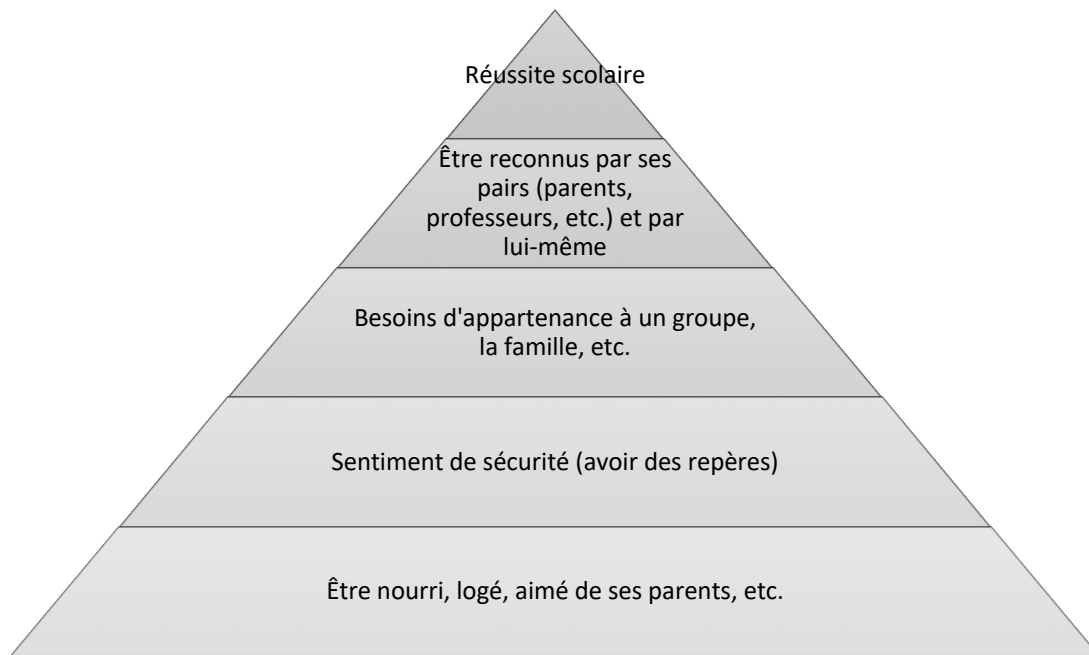 Réussite scolaire
Être reconnus par ses
pairs (parents,
professeurs, etc.) et par
lui-même
Besoins d'appartenance à un groupe,
la famille, etc.
Sentiment de sécurité (avoir des repères)
Être nourri, logé, aimé de ses parents, etc.